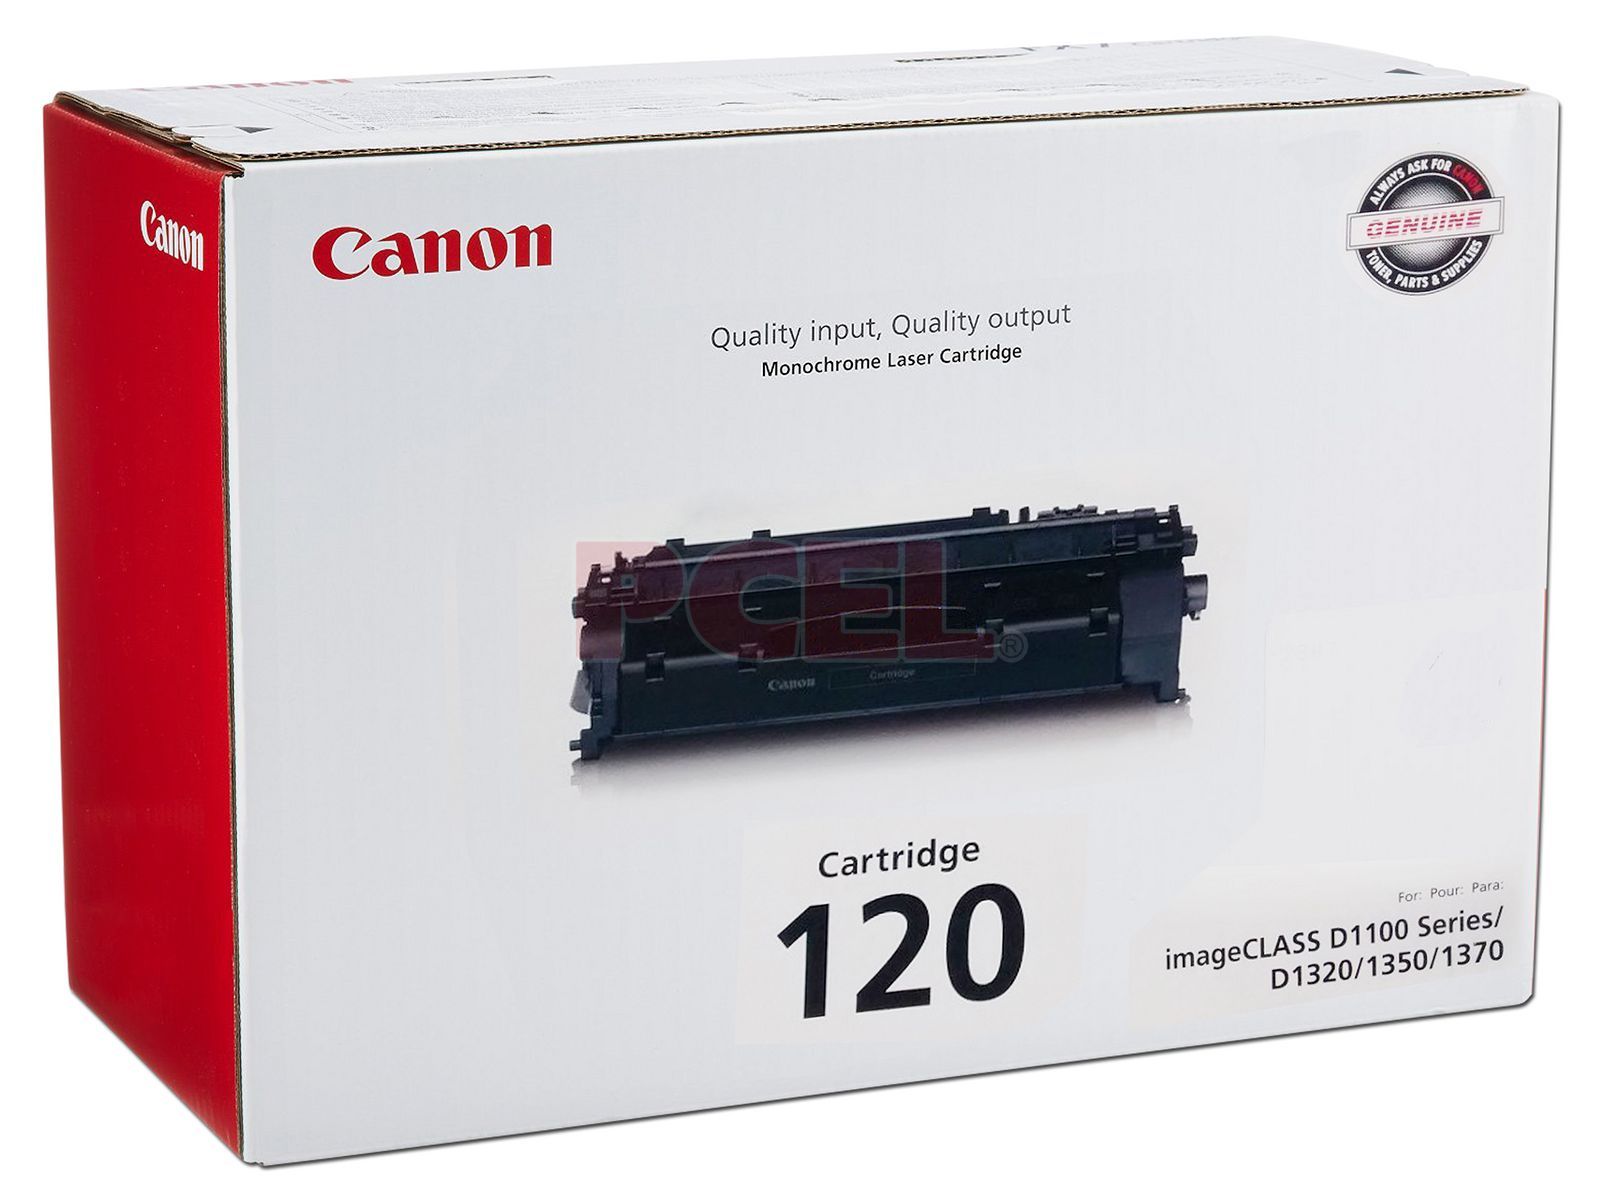 Canon
Canon
ALWAYS ASK FOR CANON
GENUINE
TONER, PARTS & SUPPLIES
Quality input, Quality output
Monochrome Laser Cartridge
PCEL®
Canon Cartridge
Cartridge
120
For: Pour: Para:
imageCLASS D1100 Series/
D1320/1350/1370